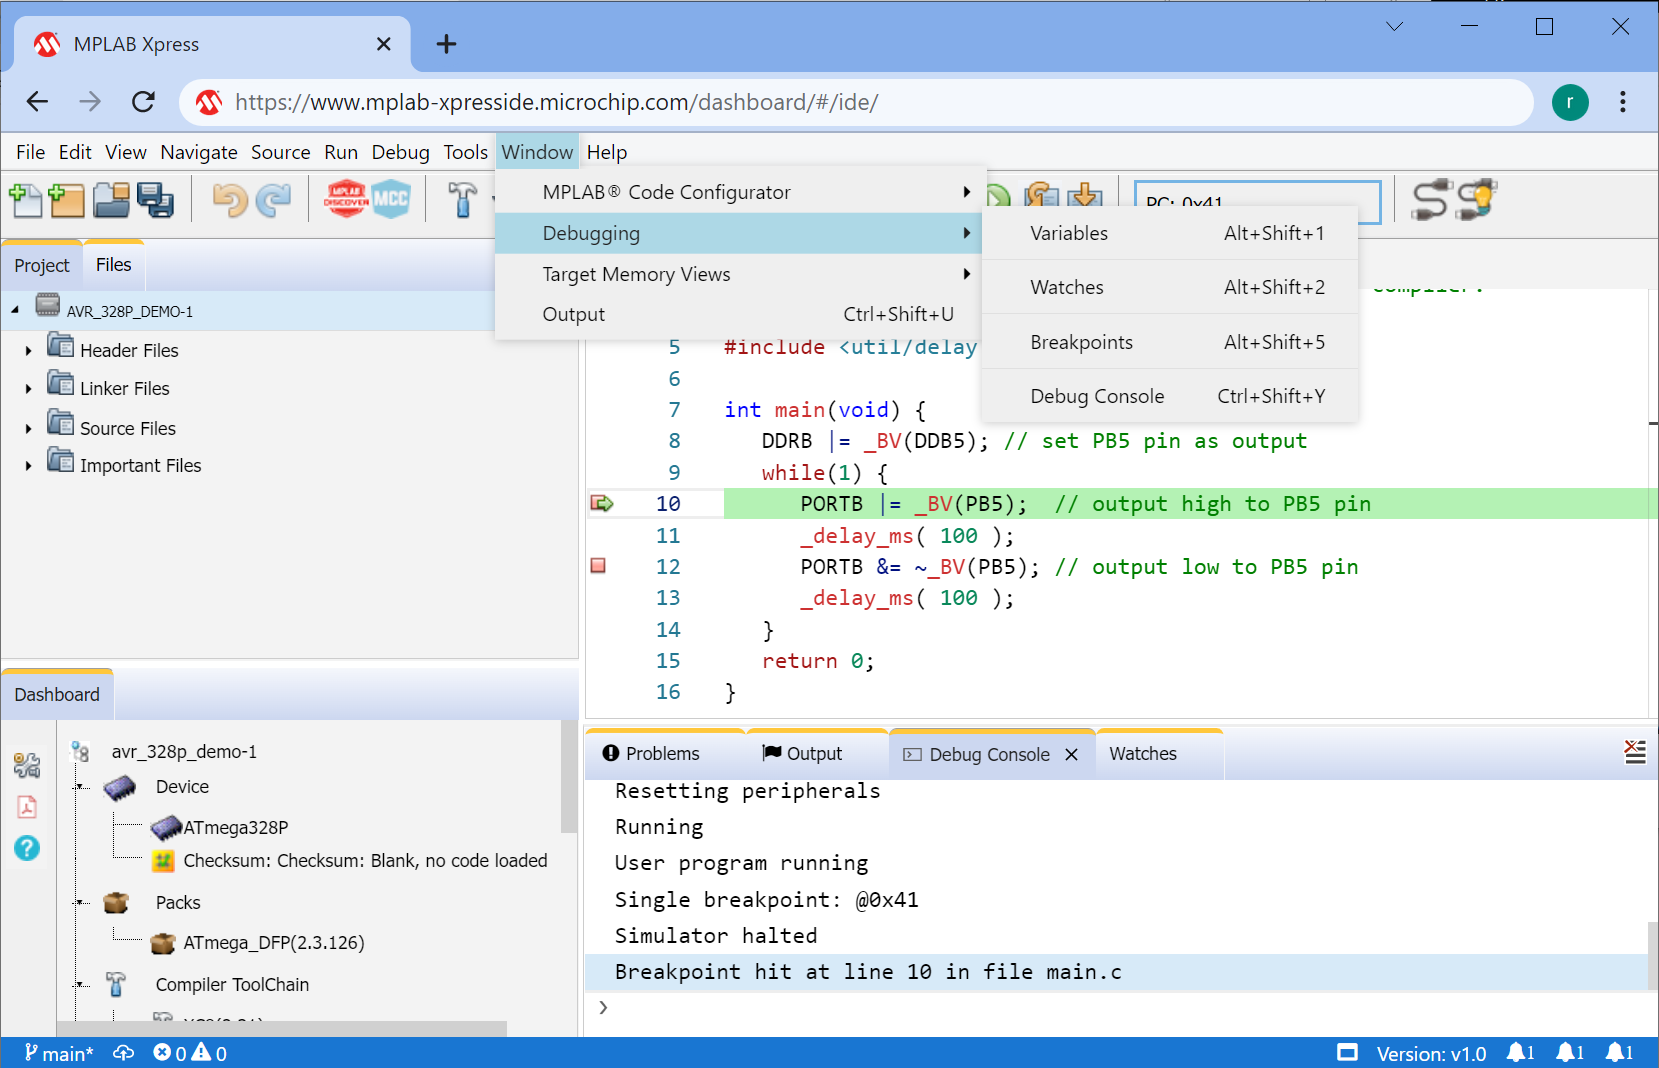 MPLAB Xpress
https://www.mplab-xpresside.microchip.com/dashboard/#/ide/
r
File Edit View Navigate Source Run Debug Tools Window Help
MPLAB DISCOVER
MCC
PC: 0x41
MPLAB® Code Configurator
Debugging
Target Memory Views
Output Ctrl+Shift+U
Variables Alt+Shift+1
Watches Alt+Shift+2
Breakpoints Alt+Shift+5
Debug Console Ctrl+Shift+Y
Project Files
AVR_328P_DEMO-1
Header Files
Linker Files
Source Files
Important Files
compiler.
5 #include <util/delay
6
7 int main(void) {
8 DDRB |= _BV(DDB5); // set PB5 pin as output
9 while(1) {
10 PORTB |= _BV(PB5); // output high to PB5 pin
11 _delay_ms( 100 );
12 PORTB &= ~_BV(PB5); // output low to PB5 pin
13 _delay_ms( 100 );
14 }
15 return 0;
16 }
Dashboard
avr_328p_demo-1
Device
ATmega328P
Checksum: Checksum: Blank, no code loaded
Packs
ATmega_DFP(2.3.126)
Compiler ToolChain
Problems Output Debug Console Watches
Resetting peripherals
Running
User program running
Single breakpoint: @0x41
Simulator halted
Breakpoint hit at line 10 in file main.c
main* 0 0 Version: v1.0 1 1 1